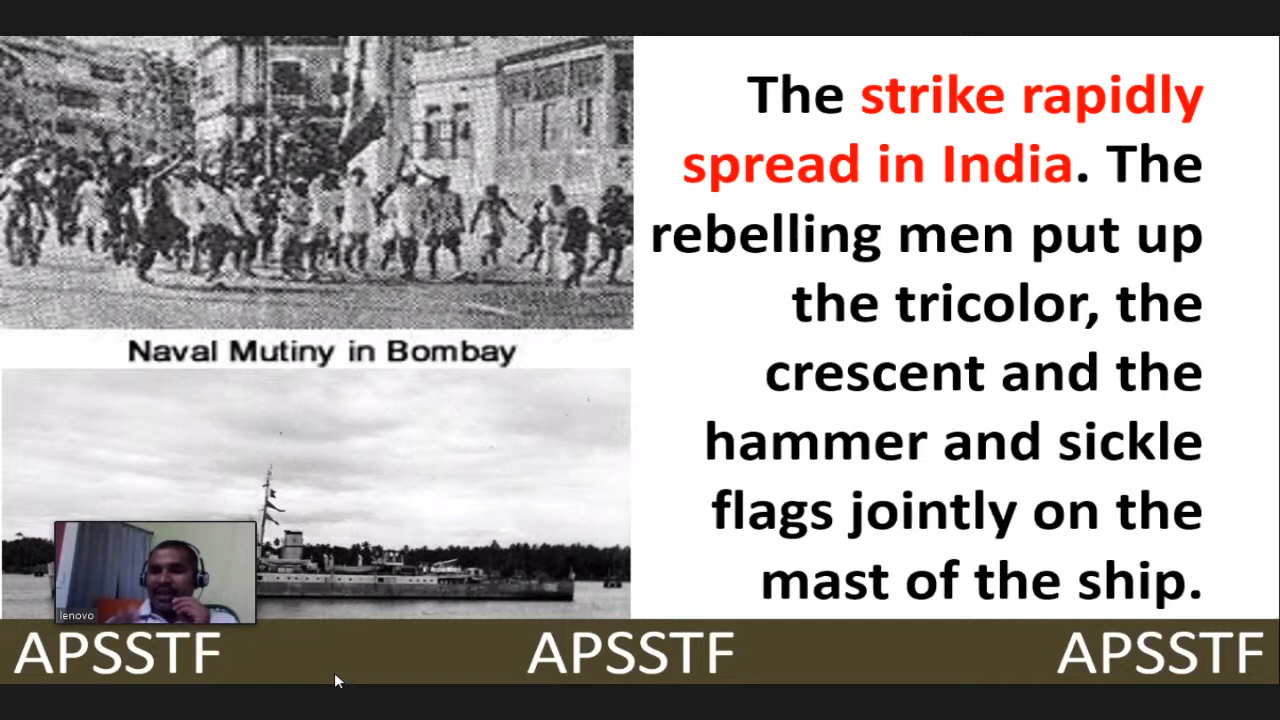 The strike rapidly
spread in India. The
rebelling men put up
the tricolor, the
crescent and the
hammer and sickle
flags jointly on the
mast of the ship.
Naval Mutiny in Bombay
lenovo
APSSTF APSSTF APSSTF